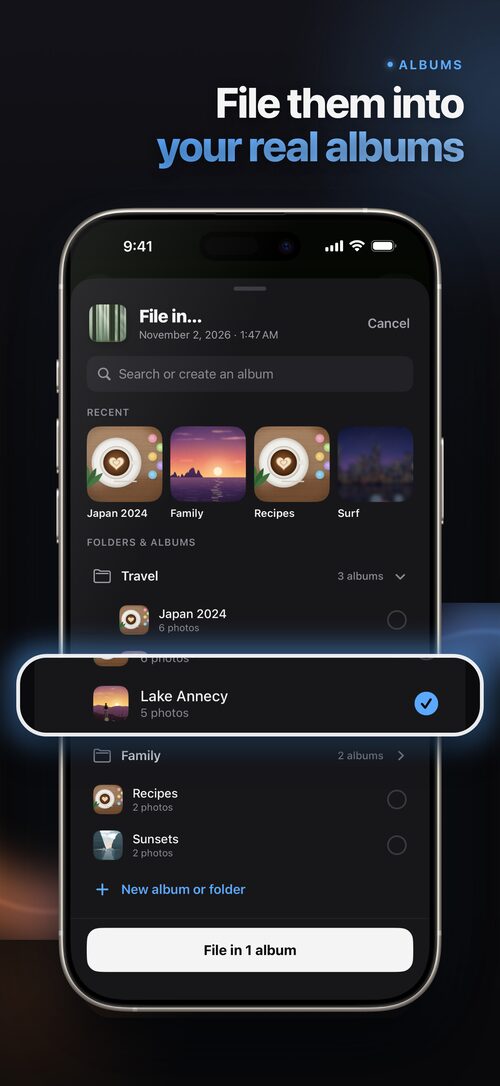 ALBUMS
File them into
your real albums
9:41
File in...
November 2, 2026 · 1:47 AM
Cancel
Search or create an album
RECENT
Japan 2024
Family
Recipes
Surf
FOLDERS & ALBUMS
Travel
3 albums
Japan 2024
6 photos
6 photos
Lake Annecy
5 photos
Family
2 albums
Recipes
2 photos
Sunsets
2 photos
New album or folder
File in 1 album